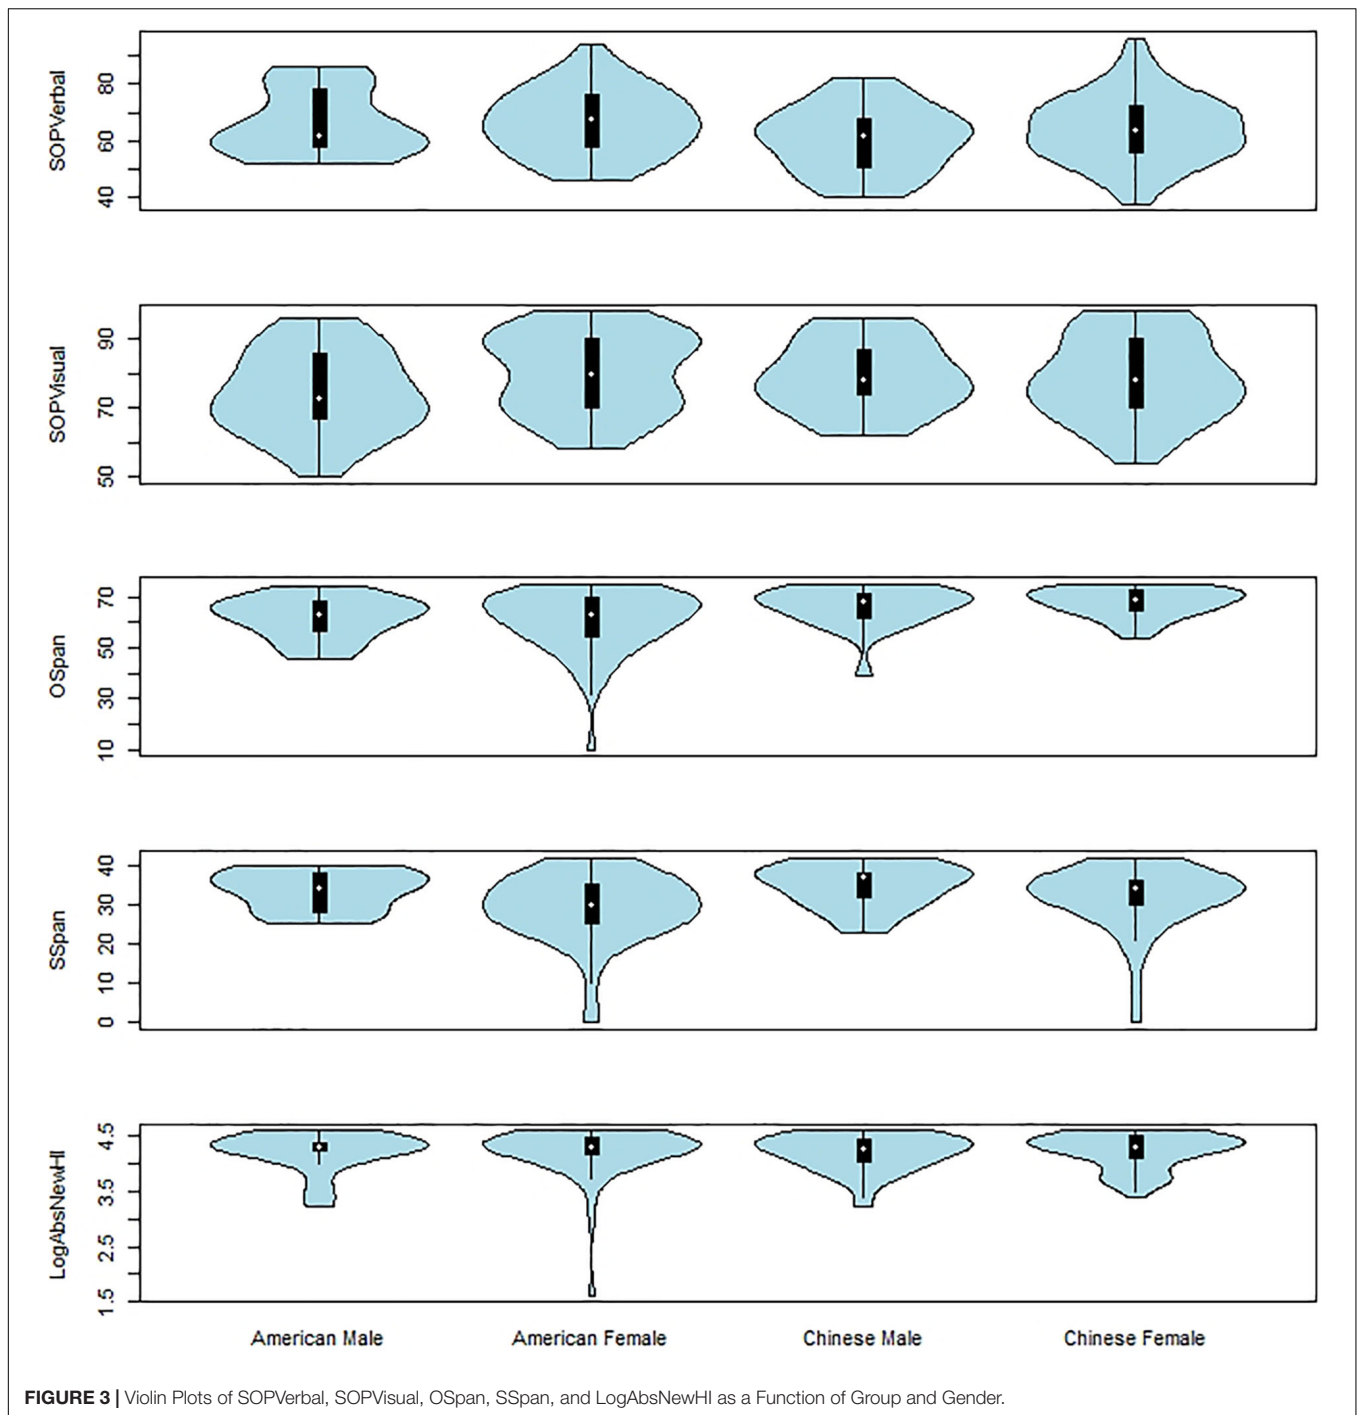 SOPVerbal
80
60
40
SOPVisual
90
70
50
OSpan
70
50
30
10
SSpan
40
30
20
10
0
LogAbsNewHI
4.5
3.5
2.5
1.5
American Male American Female Chinese Male Chinese Female
FIGURE 3 | Violin Plots of SOPVerbal, SOPVisual, OSpan, SSpan, and LogAbsNewHI as a Function of Group and Gender.